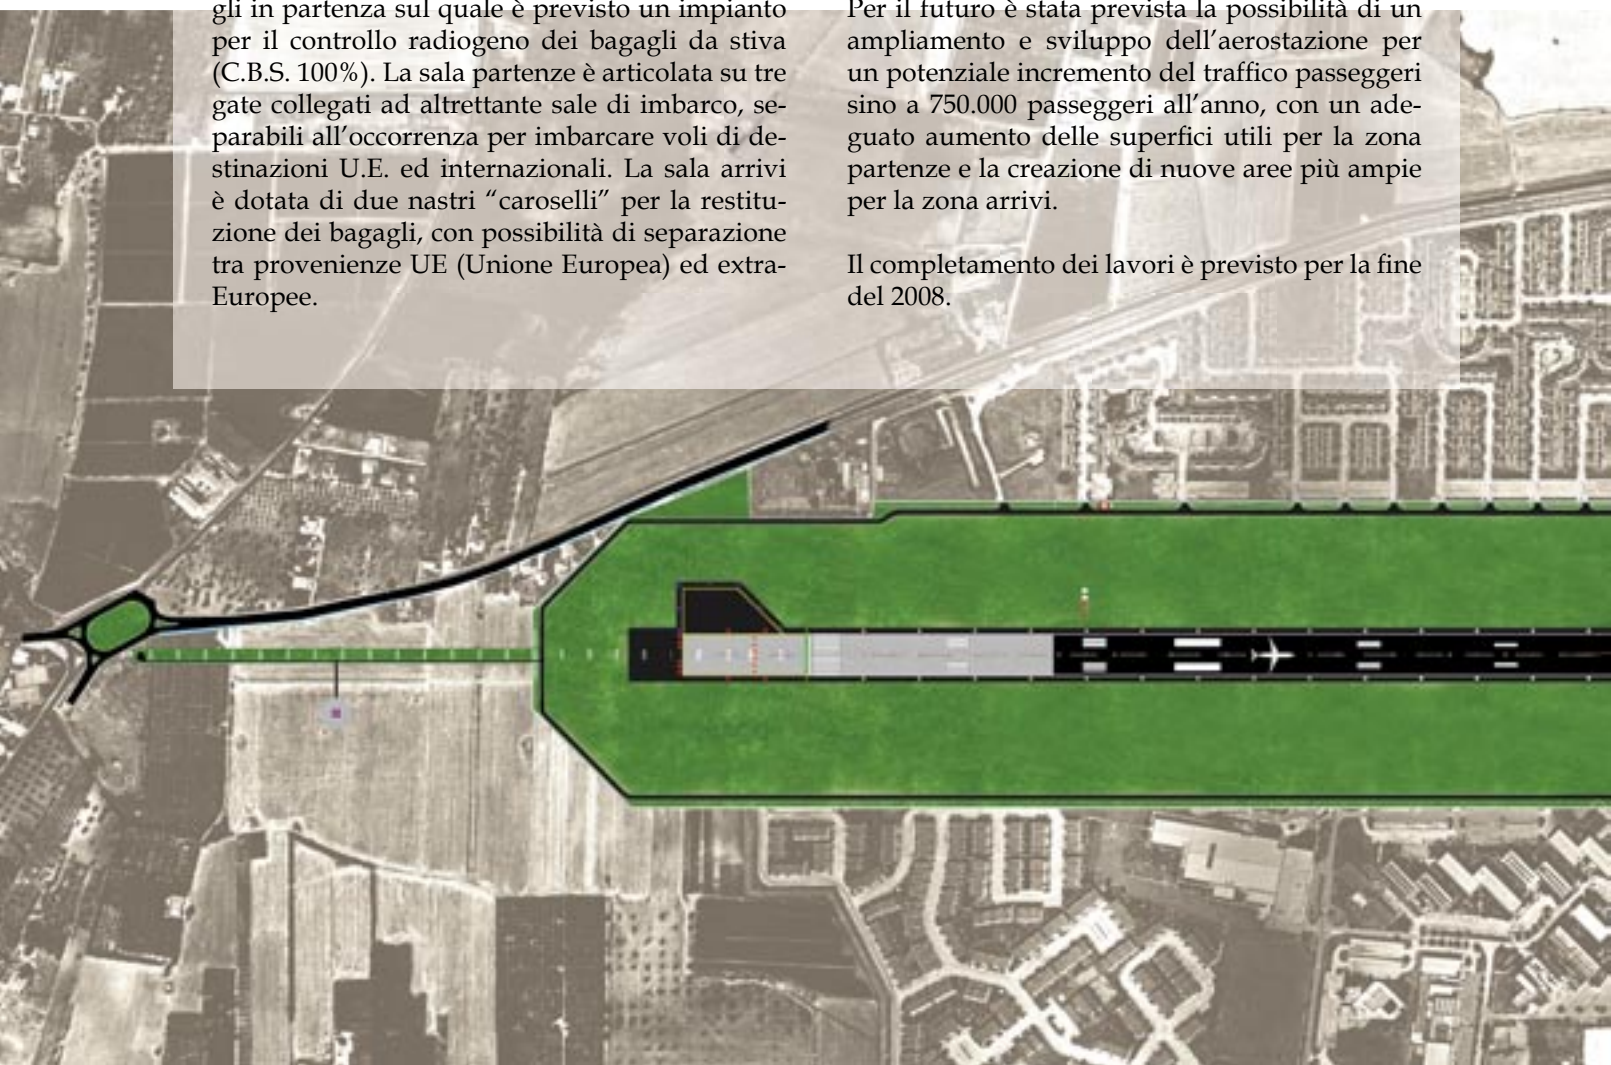 gli in partenza sul quale è previsto un impianto
per il controllo radiogeno dei bagagli da stiva
(C.B.S. 100%). La sala partenze è articolata su tre
gate collegati ad altrettante sale di imbarco, se-
parabili all’occorrenza per imbarcare voli di de-
stinazioni U.E. ed internazionali. La sala arrivi
è dotata di due nastri “caroselli” per la restitu-
zione dei bagagli, con possibilità di separazione
tra provenienze UE (Unione Europea) ed extra-
Europee.
Per il futuro è stata prevista la possibilità di un
ampliamento e sviluppo dell’aerostazione per
un potenziale incremento del traffico passeggeri
sino a 750.000 passeggeri all’anno, con un ade-
guato aumento delle superfici utili per la zona
partenze e la creazione di nuove aree più ampie
per la zona arrivi.
Il completamento dei lavori è previsto per la fine
del 2008.